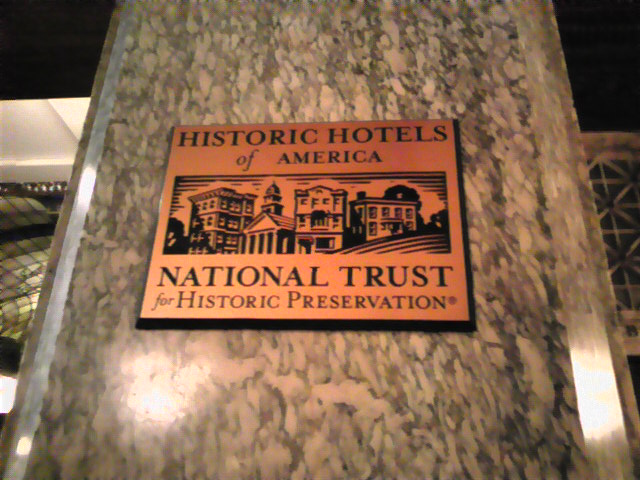 HISTORIC HOTELS
of AMERICA
NATIONAL TRUST
for HISTORIC PRESERVATION®